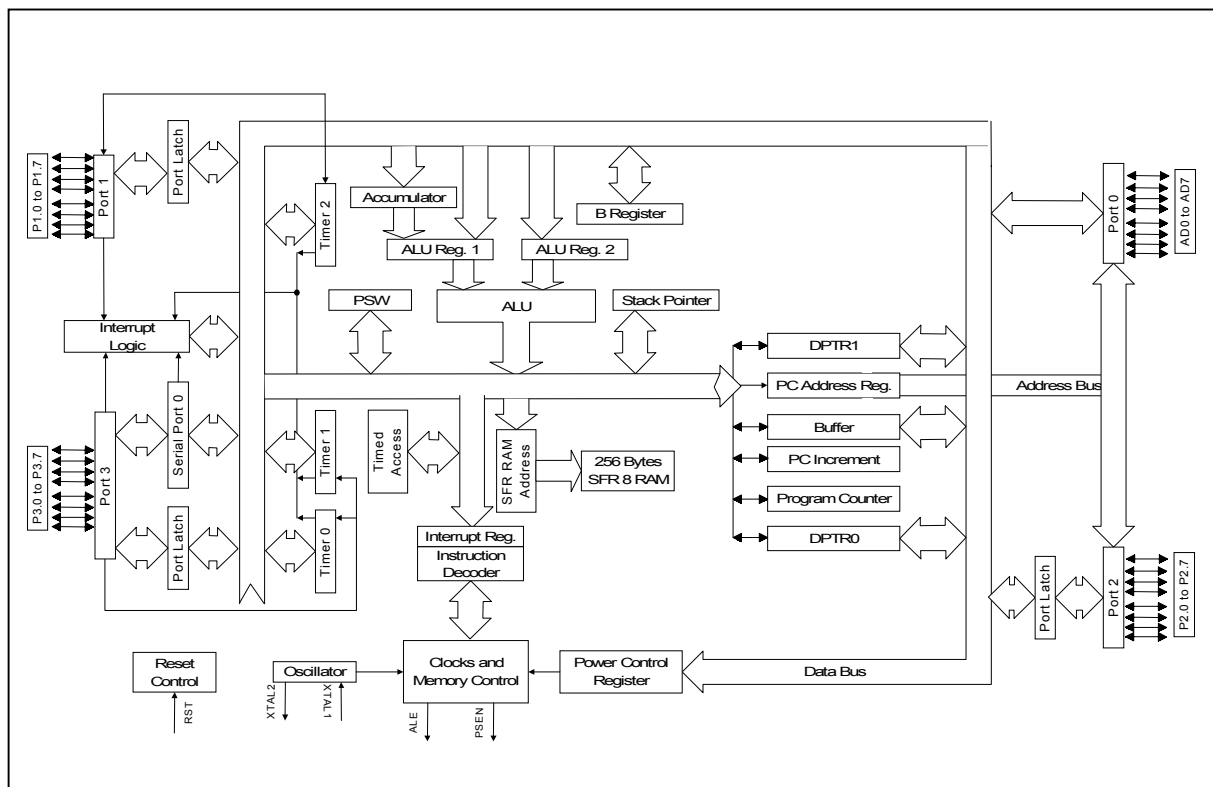 P1.0 to P1.7
Port 1
Port Latch
Timer 2
Accumulator
B Register
ALU Reg. 1
ALU Reg. 2
Port 0
AD0 to AD7
PSW
ALU
Stack Pointer
Interrupt
Logic
DPTR1
PC Address Reg.
Address Bus
Buffer
PC Increment
Program Counter
DPTR0
P3.0 to P3.7
Port 3
Serial Port 0
Port Latch
Timer 1
Timer 0
Timed
Access
SFR RAM
Address
256 Bytes
SFR 8 RAM
Interrupt Reg.
Instruction
Decoder
Port Latch
Port 2
P2.0 to P2.7
Reset
Control
RST
Oscillator
XTAL2
XTAL1
Clocks and
Memory Control
ALE
PSEN
Power Control
Register
Data Bus